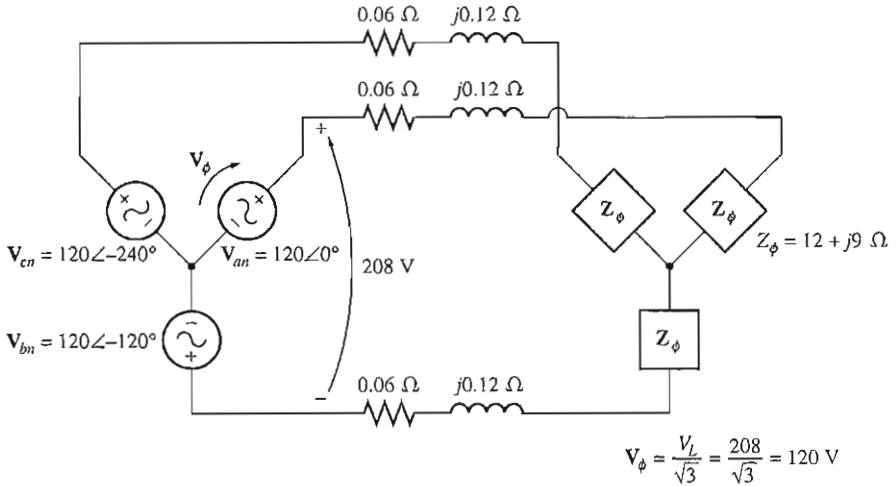 0.06 Ω j0.12 Ω
0.06 Ω j0.12 Ω
+
V_ϕ
+ − − +
Z_ϕ Z_ϕ
V_cn = 120∠−240° V_an = 120∠0° Z_ϕ = 12 + j9 Ω
208 V
V_bn = 120∠−120° − + Z_ϕ
− 0.06 Ω j0.12 Ω
V_ϕ ≃ V_L/√3 = 208/√3 = 120 V